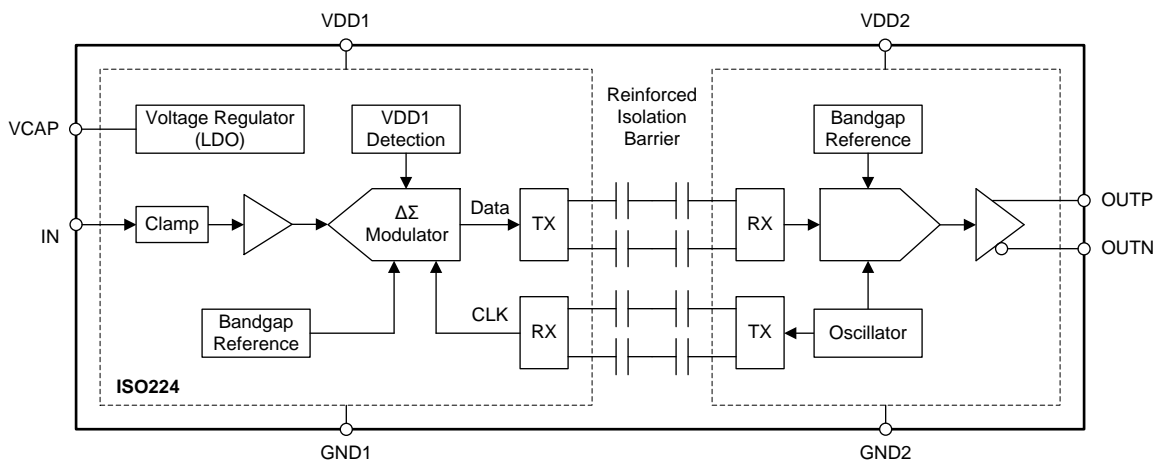 VDD1
VDD2
Reinforced
Isolation
Barrier
VCAP
Voltage Regulator
(LDO)
VDD1
Detection
Bandgap
Reference
IN
Clamp
ΔΣ
Modulator
Data
TX
RX
OUTP
OUTN
Bandgap
Reference
CLK
RX
TX
Oscillator
ISO224
GND1
GND2